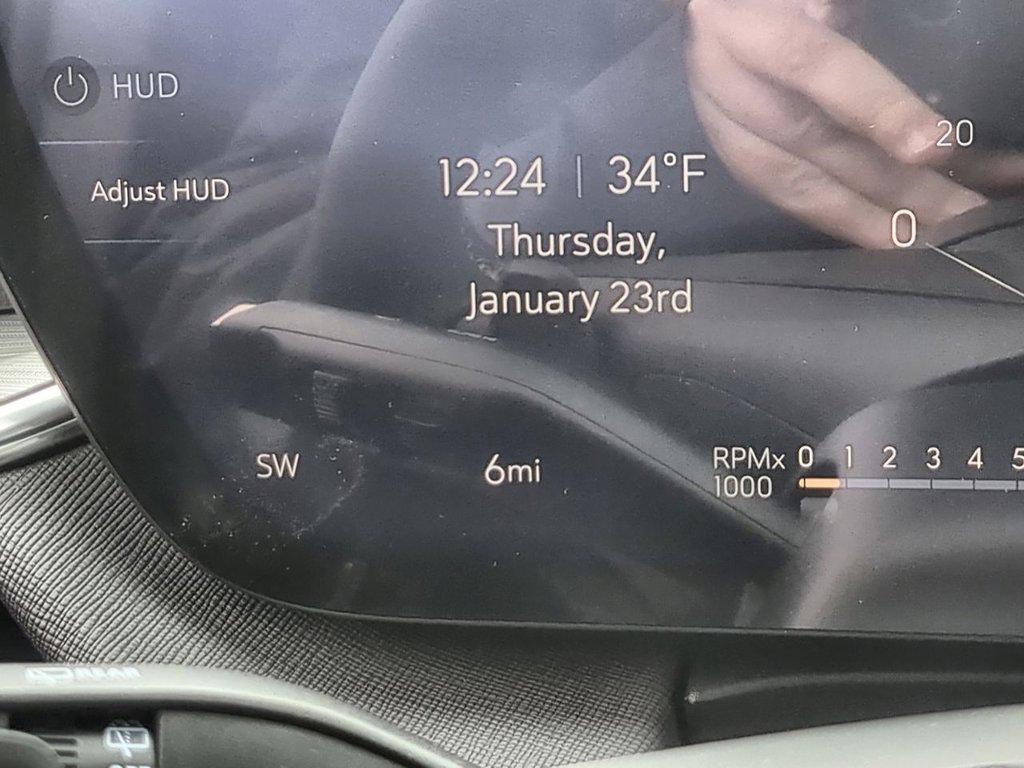 HUD
Adjust HUD
12:24 | 34°F
Thursday,
January 23rd
20
0
SW
6mi
RPMx 0 1 2 3 4 5
1000
REAR